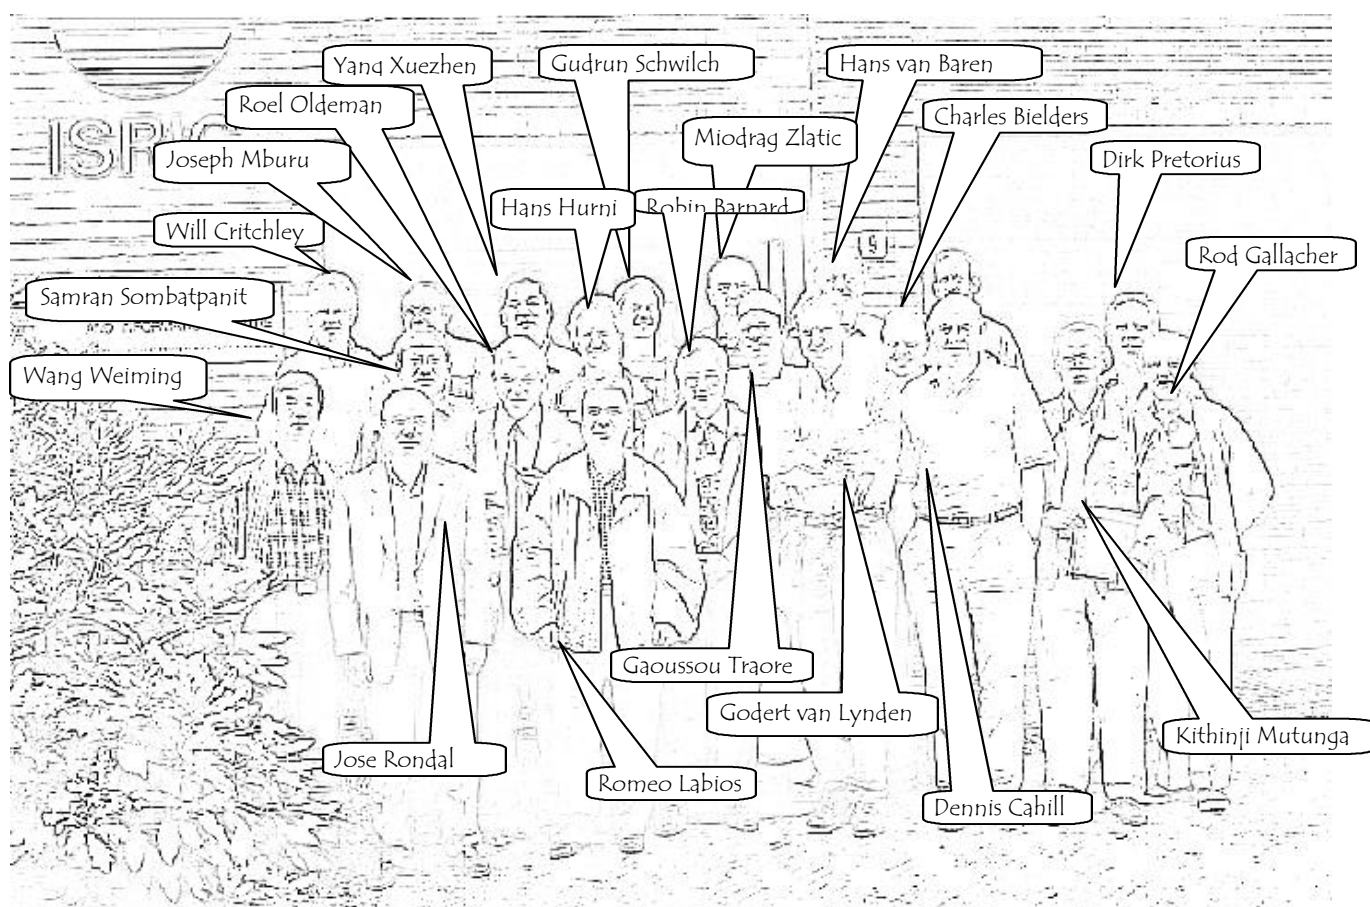 Yang Xuezhen
Gudrun Schwilch
Hans van Baren
Roel Oldeman
Charles Bielders
ISRIC
Miodrag Zlatic
Joseph Mburu
Dirk Pretorius
Hans Hurni
Robin Barnard
Will Critchley
Rod Gallacher
Samran Sombatpanit
Wang Weiming
Gaoussou Traore
Godert van Lynden
Kithinji Mutunga
Jose Rondal
Romeo Labios
Dennis Cahill